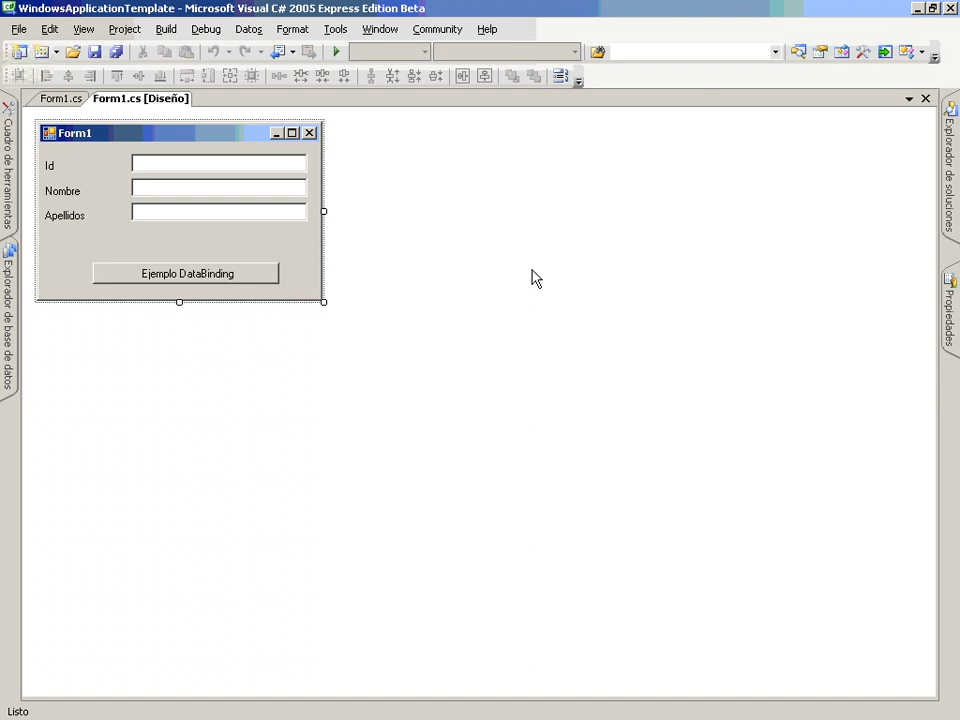 WindowsApplicationTemplate - Microsoft Visual C# 2005 Express Edition Beta
File Edit View Project Build Debug Datos Format Tools Window Community Help
Form1.cs Form1.cs [Diseño]
Cuadro de herramientas
Explorador de base de datos
Form1
Id
Nombre
Apellidos
Ejemplo DataBinding
Explorador de soluciones
Propiedades
Listo